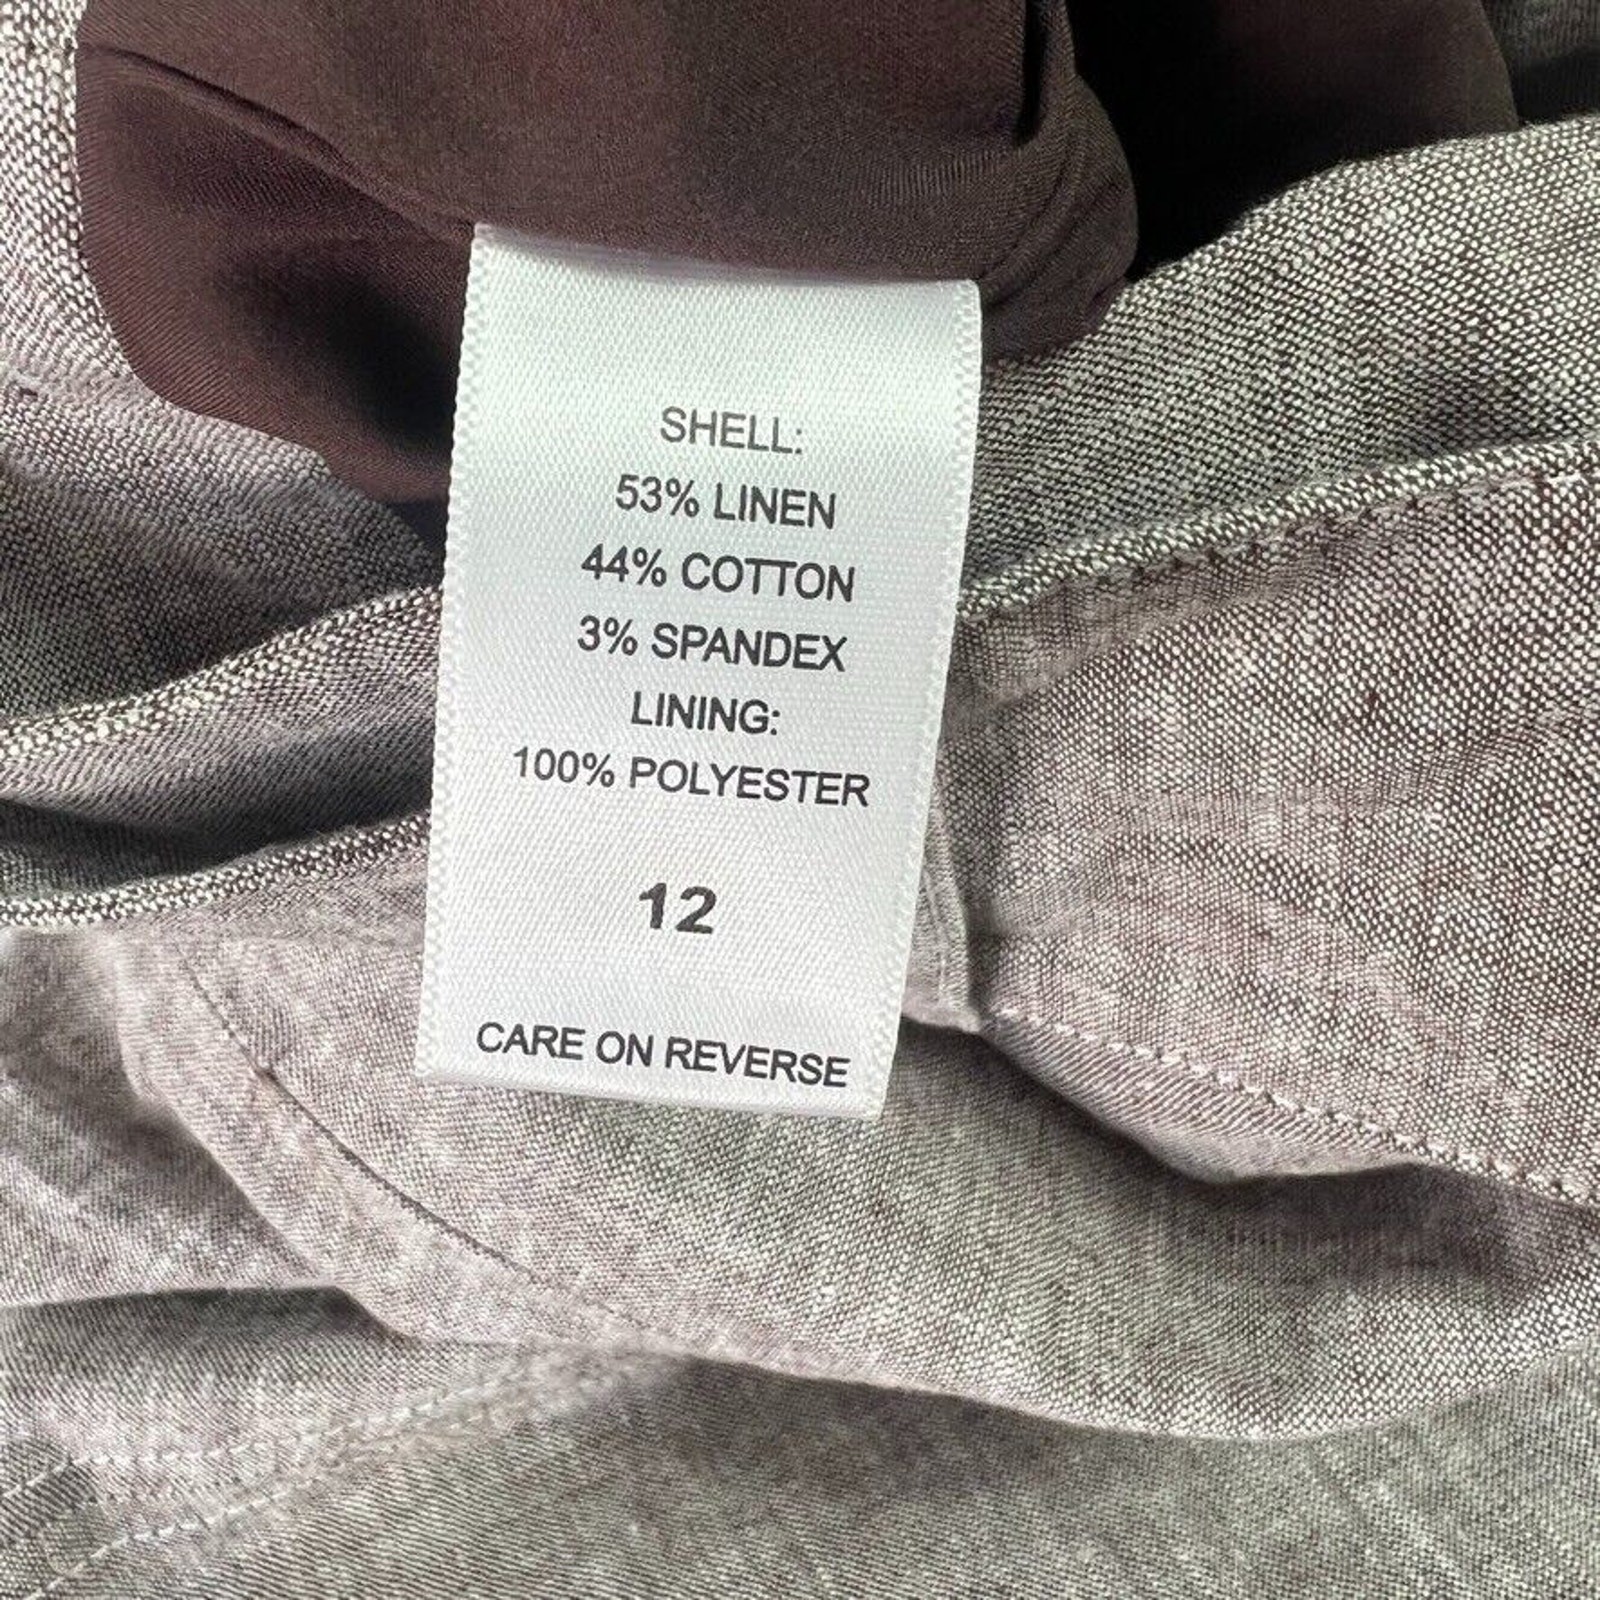 SHELL:
53% LINEN
44% COTTON
3% SPANDEX
LINING:
100% POLYESTER
12
CARE ON REVERSE